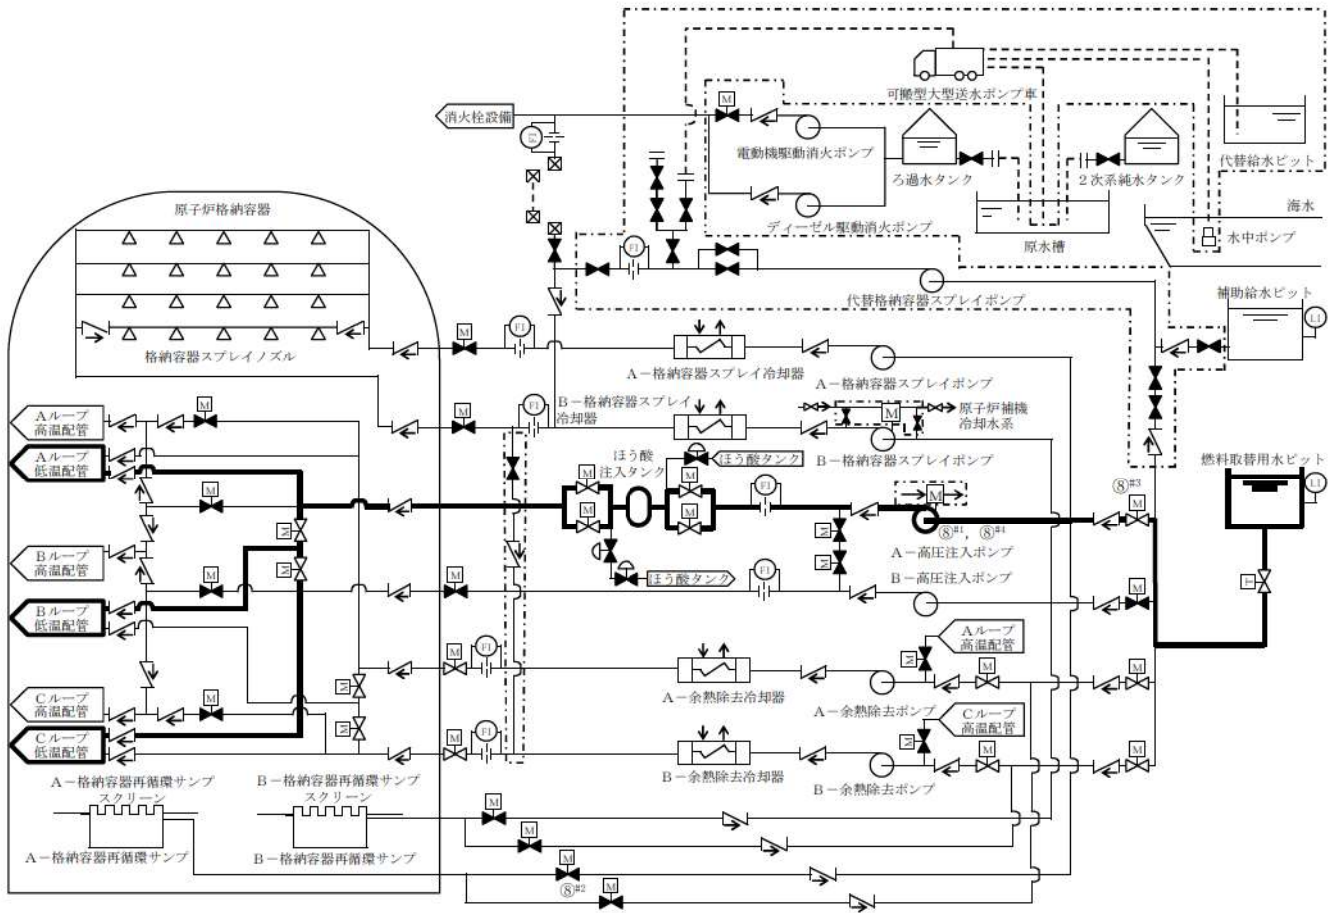 可搬型大型送水ポンプ車
消火栓設備
FI
M
電動機駆動消火ポンプ
ろ過水タンク
2次系純水タンク
代替給水ピット
ディーゼル駆動消火ポンプ
原水槽
海水
水中ポンプ
原子炉格納容器
FI
代替格納容器スプレイポンプ
補助給水ピット
LI
格納容器スプレイノズル
M
FI
A-格納容器スプレイ冷却器
A-格納容器スプレイポンプ
Aループ
高温配管
M
M
FI
B-格納容器スプレイ
冷却器
M
原子炉補機
冷却水系
B-格納容器スプレイポンプ
Aループ
低温配管
ほう酸
注入タンク
ほう酸タンク
燃料取替用水ピット
LI
M
M
M
M
M
FI
M
⑧#3
M
⑧#1, ⑧#4
A-高圧注入ポンプ
M
M
Bループ
高温配管
M
M
M
M
ほう酸タンク
FI
B-高圧注入ポンプ
M
T
Bループ
低温配管
M
FI
A-余熱除去冷却器
A-余熱除去ポンプ
Aループ
高温配管
M
M
M
Cループ
高温配管
M
M
M
Cループ
低温配管
M
FI
B-余熱除去冷却器
B-余熱除去ポンプ
Cループ
高温配管
M
M
M
A-格納容器再循環サンプ
スクリーン
B-格納容器再循環サンプ
スクリーン
A-格納容器再循環サンプ
B-格納容器再循環サンプ
M
M
M
⑧#2
M